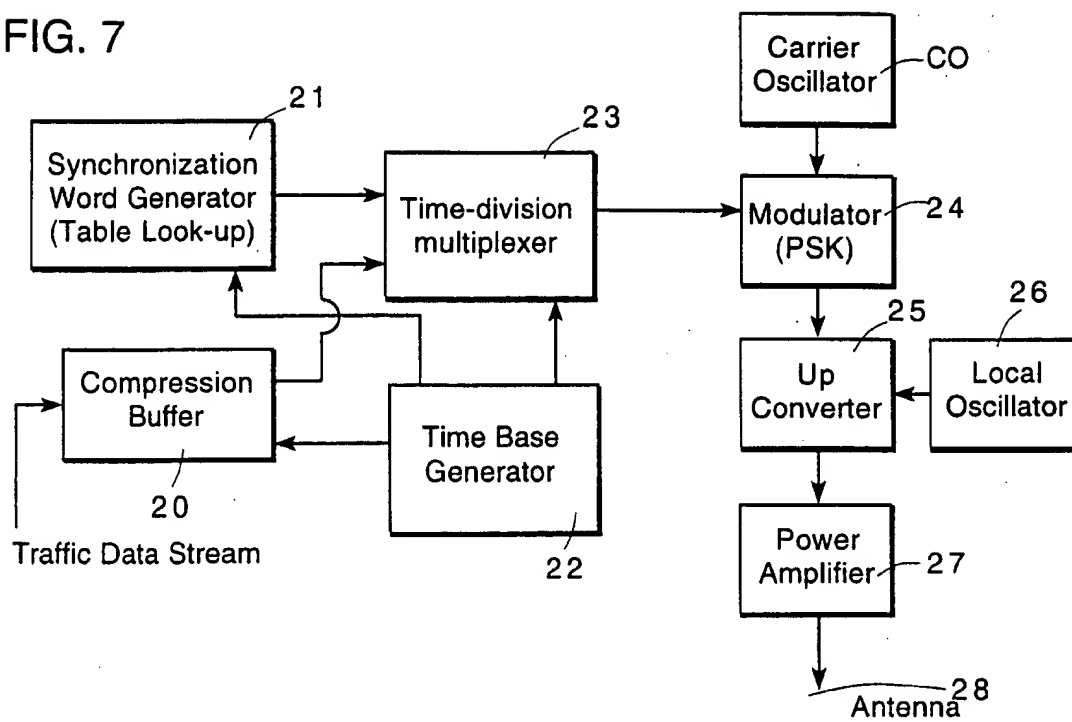 FIG. 7
Carrier
Oscillator
CO
21
Synchronization
Word Generator
(Table Look-up)
23
Time-division
multiplexer
Modulator
(PSK)
24
25
Up
Converter
26
Local
Oscillator
Compression
Buffer
20
Traffic Data Stream
Time Base
Generator
22
Power
Amplifier
27
28
Antenna